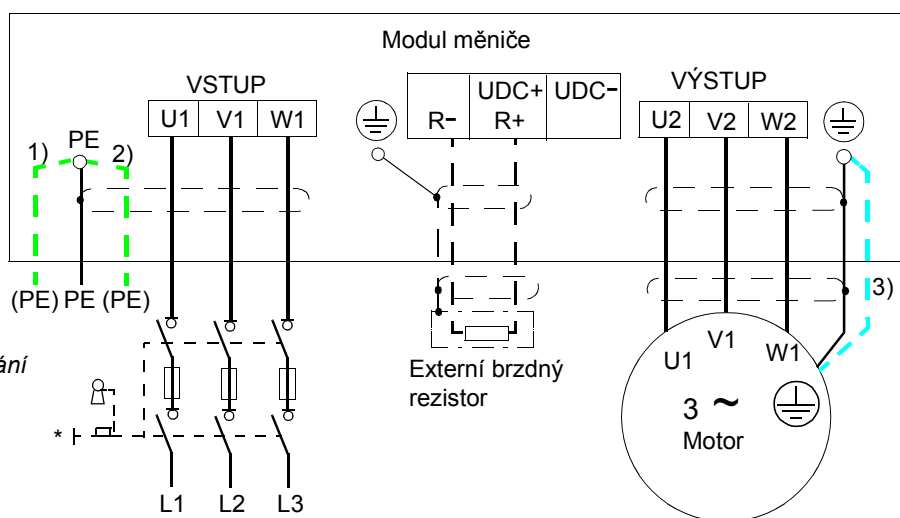 Modul měniče
VSTUP
VÝSTUP
U1 V1 W1
R-
UDC+
R+
UDC-
U2 V2 W2
1) PE 2)
(PE) PE (PE)
3)
ání
*
L1 L2 L3
Externí brzdný
rezistor
U1 V1 W1
3 ~
Motor